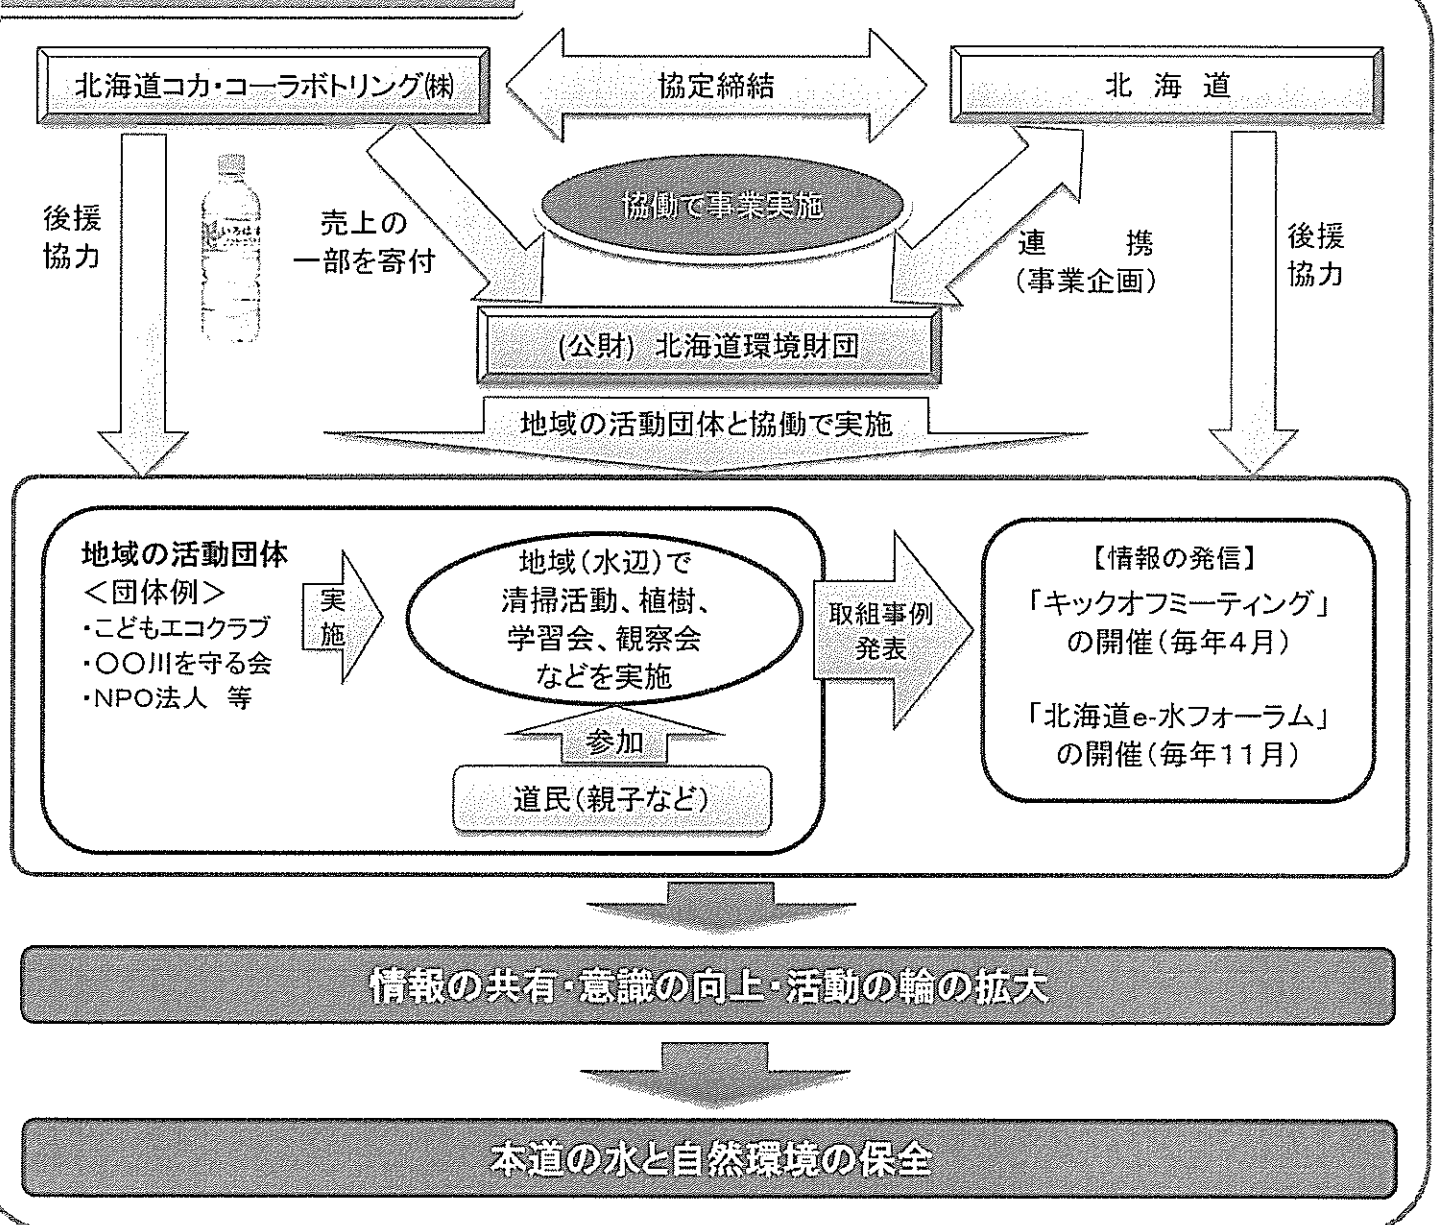 北海道コカ・コーラボトリング㈱
協定締結
北 海 道
協働で事業実施
後援
協力
いろはす
売上の
一部を寄付
連 携
(事業企画)
後援
協力
(公財) 北海道環境財団
地域の活動団体と協働で実施
地域の活動団体
<団体例>
・こどもエコクラブ
・〇〇川を守る会
・NPO法人 等
実
施
地域(水辺)で
清掃活動、植樹、
学習会、観察会
などを実施
参加
道民(親子など)
取組事例
発表
【情報の発信】
「キックオフミーティング」
の開催(毎年4月)
「北海道e-水フォーラム」
の開催(毎年11月)
情報の共有・意識の向上・活動の輪の拡大
本道の水と自然環境の保全